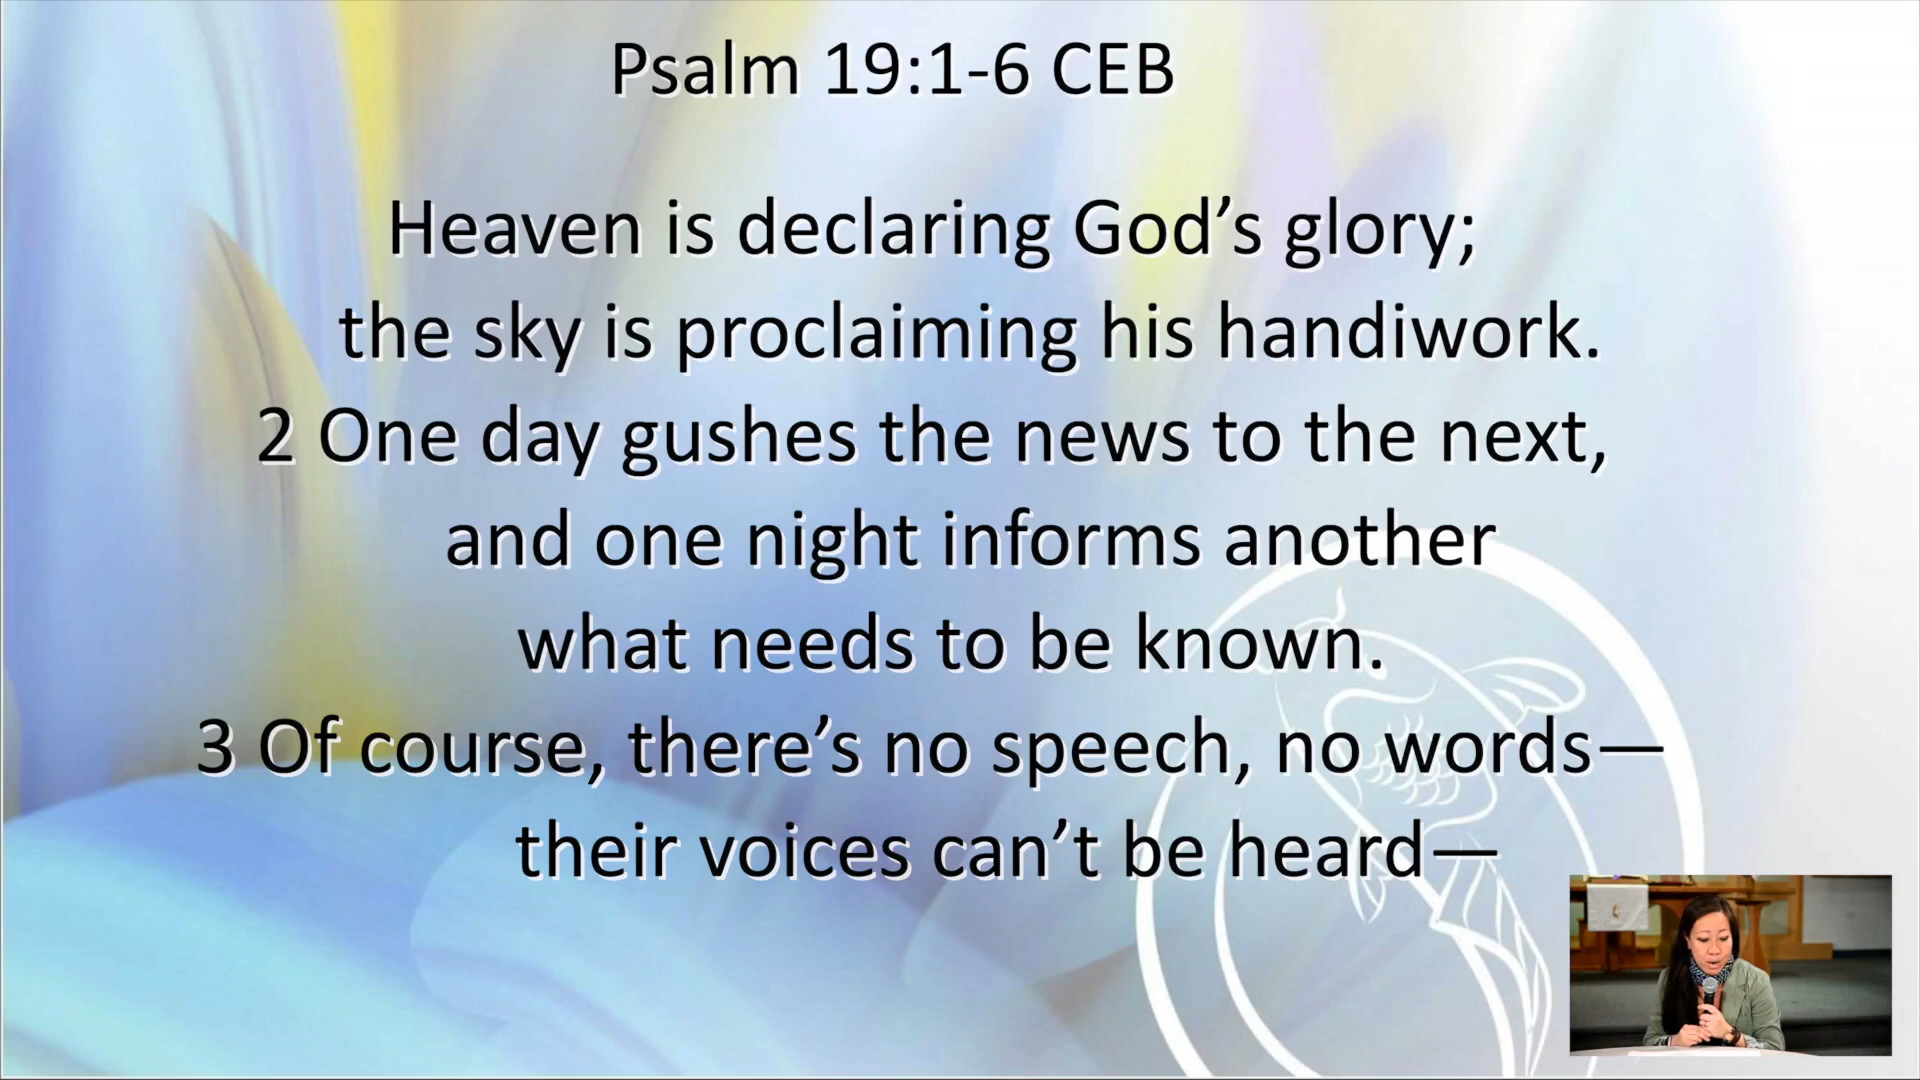 Psalm 19:1-6 CEB
Heaven is declaring God’s glory;
the sky is proclaiming his handiwork.
2 One day gushes the news to the next,
and one night informs another
what needs to be known.
3 Of course, there’s no speech, no words—
their voices can’t be heard—